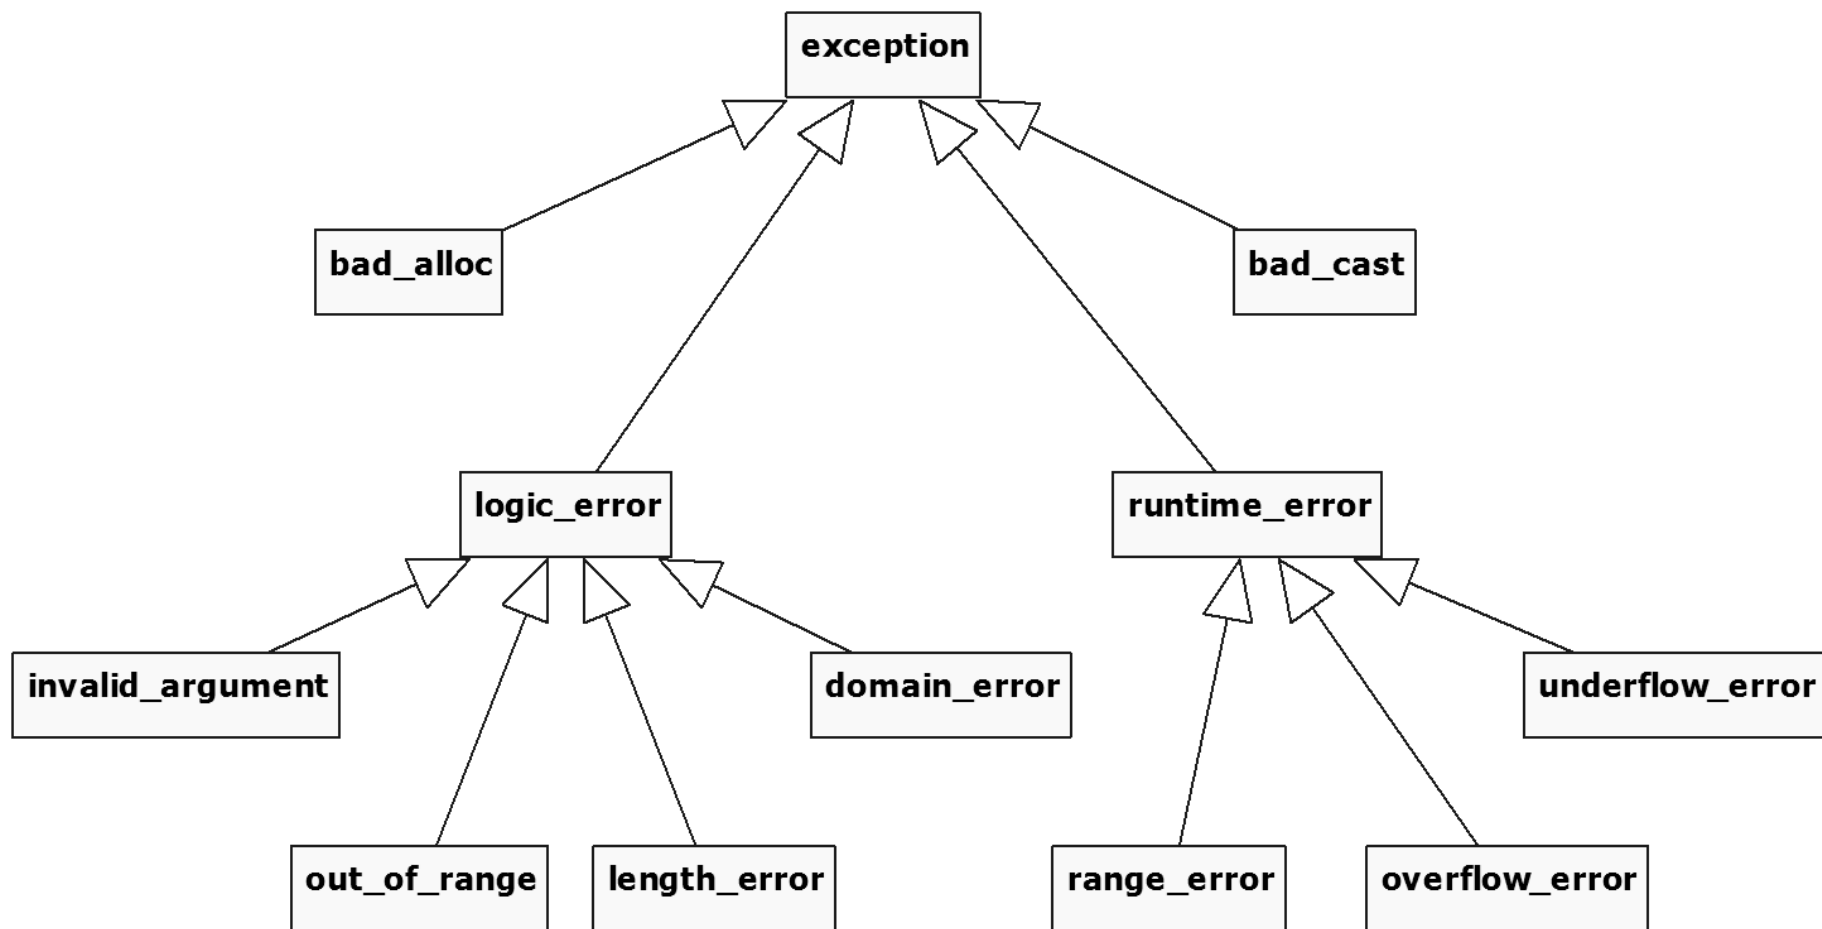 exception
bad_alloc
bad_cast
logic_error
runtime_error
invalid_argument
domain_error
underflow_error
out_of_range
length_error
range_error
overflow_error